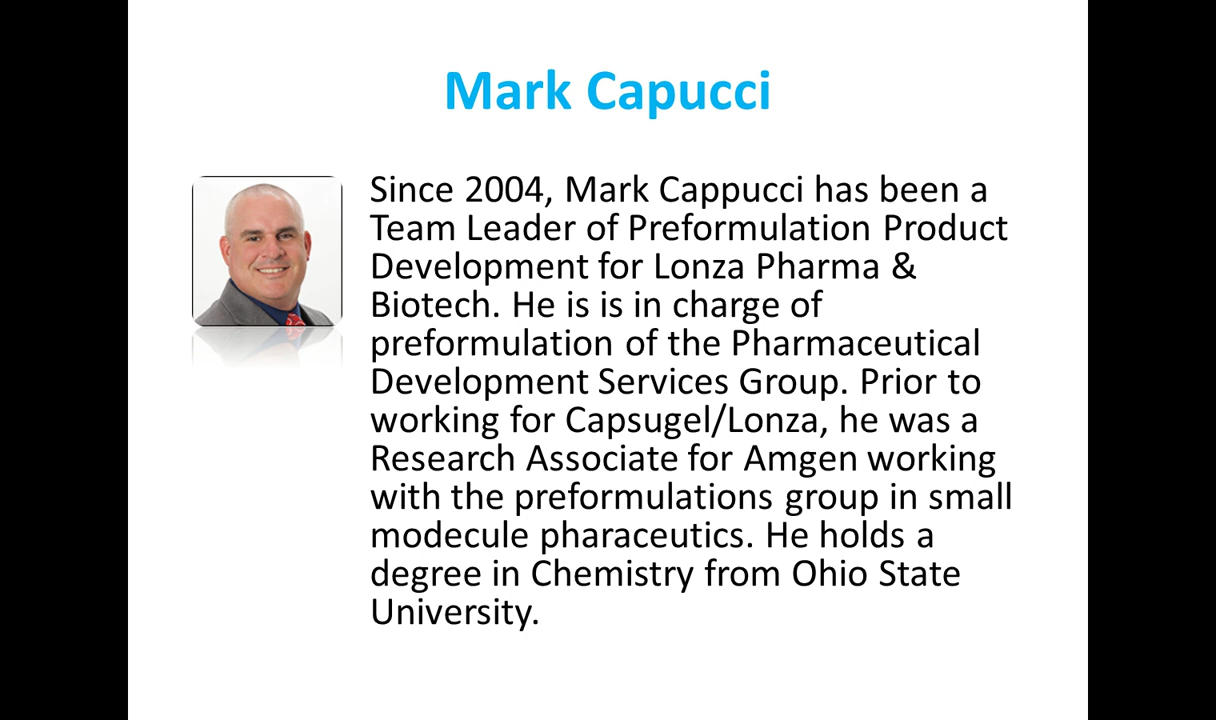 Mark Capucci
Since 2004, Mark Cappucci has been a
Team Leader of Preformulation Product
Development for Lonza Pharma &
Biotech. He is is in charge of
preformulation of the Pharmaceutical
Development Services Group. Prior to
working for Capsugel/Lonza, he was a
Research Associate for Amgen working
with the preformulations group in small
modecule pharaceutics. He holds a
degree in Chemistry from Ohio State
University.